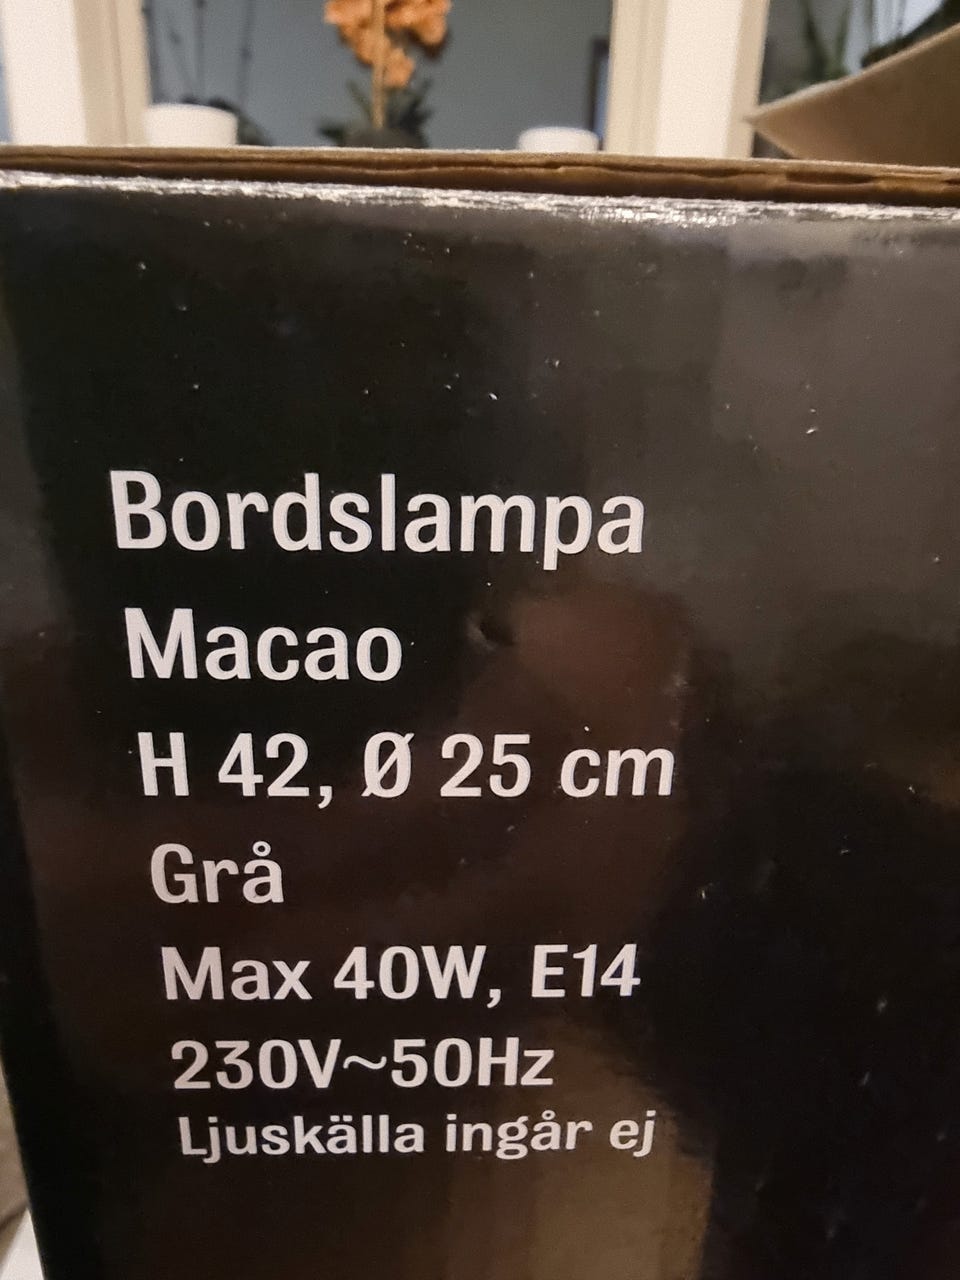 Bordslampa
Macao
H 42, Ø 25 cm
Grå
Max 40W, E14
230V~50Hz
Ljuskälla ingår ej